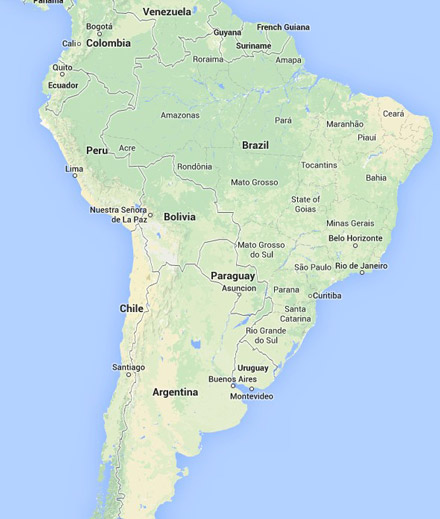 Panama
Venezuela
Bogotá
Cali
Colombia
Guyana
French Guiana
Suriname
Quito
Ecuador
Roraima
Amapa
Amazonas
Pará
Maranhão
Ceará
Piaui
Peru
Acre
Brazil
Rondônia
Tocantins
Lima
Mato Grosso
Bahia
Nuestra Señora
de La Paz
Bolivia
State of
Goias
Minas Gerais
Belo Horizonte
Mato Grosso
do Sul
São Paulo
Rio de Janeiro
Paraguay
Asuncion
Parana
Curitiba
Chile
Santa
Catarina
Rio Grande
do Sul
Santiago
Uruguay
Buenos Aires
Argentina
Montevideo